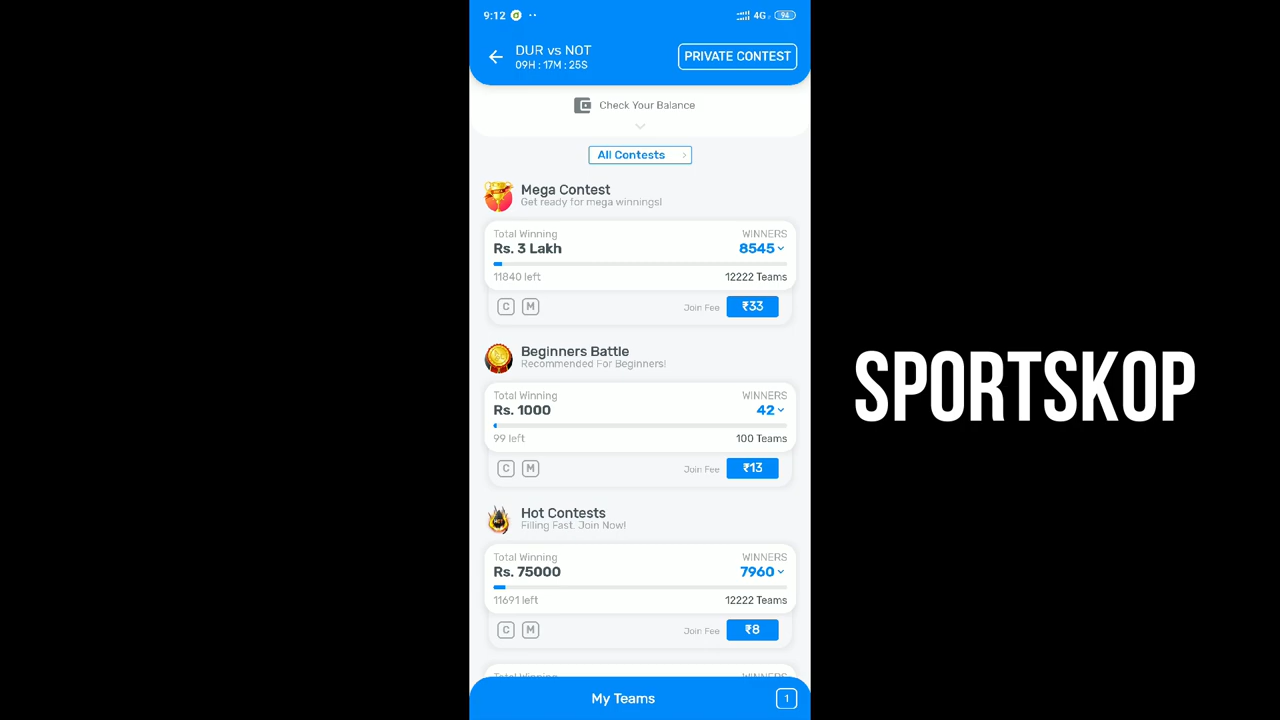 9:12
4G
94
DUR vs NOT
09H : 17M : 25S
PRIVATE CONTEST
Check Your Balance
All Contests
Mega Contest
Get ready for mega winnings!
Total Winning WINNERS
Rs. 3 Lakh 8545
11840 left 12222 Teams
C M Join Fee ₹33
Beginners Battle
Recommended For Beginners!
Total Winning WINNERS
Rs. 1000 42
99 left 100 Teams
C M Join Fee ₹13
Hot Contests
Filling Fast. Join Now!
Total Winning WINNERS
Rs. 75000 7960
11691 left 12222 Teams
C M Join Fee ₹8
Total Winning WINNERS
My Teams 1
SPORTSKOP